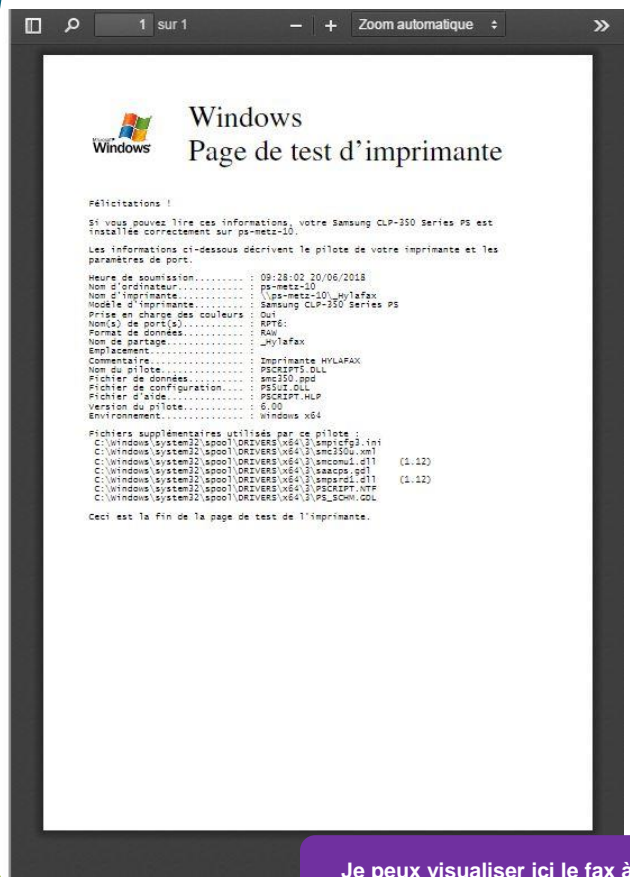 1 sur 1 − + Zoom automatique
Microsoft
Windows
Windows
Page de test d'imprimante
Félicitations !
Si vous pouvez lire ces informations, votre Samsung CLP-350 Series PS est
installée correctement sur ps-metz-10.
Les informations ci-dessous décrivent le pilote de votre imprimante et les
paramètres de port.
Heure de soumission......... : 09:28:02 20/06/2018
Nom d'ordinateur............ : ps-metz-10
Nom d'imprimante............ : \\ps-metz-10\_Hylafax
Modèle d'imprimante......... : Samsung CLP-350 Series PS
Prise en charge des couleurs : Oui
Nom(s) de port(s)........... : RPT6:
Format de données........... : RAW
Nom de partage.............. : _Hylafax
Emplacement................. :
Commentaire................. : Imprimante HYLAFAX
Nom du pilote............... : PSCRIPT5.DLL
Fichier de données.......... : smc350.ppd
Fichier de configuration.... : PS5UI.DLL
Fichier d'aide.............. : PSCRIPT.HLP
Version du pilote........... : 6.00
Environnement............... : Windows x64
Fichiers supplémentaires utilisés par ce pilote :
C:\Windows\system32\spool\DRIVERS\x64\3\smpicfg3.ini
C:\Windows\system32\spool\DRIVERS\x64\3\smc350u.xml
C:\Windows\system32\spool\DRIVERS\x64\3\smcomu1.dll (1.12)
C:\Windows\system32\spool\DRIVERS\x64\3\saacps.gdl
C:\Windows\system32\spool\DRIVERS\x64\3\smpsrd1.dll (1.12)
C:\Windows\system32\spool\DRIVERS\x64\3\PSCRIPT.NTF
C:\Windows\system32\spool\DRIVERS\x64\3\PS_SCHM.GDL
Ceci est la fin de la page de test de l'imprimante.
Je peux visualiser ici le fax à